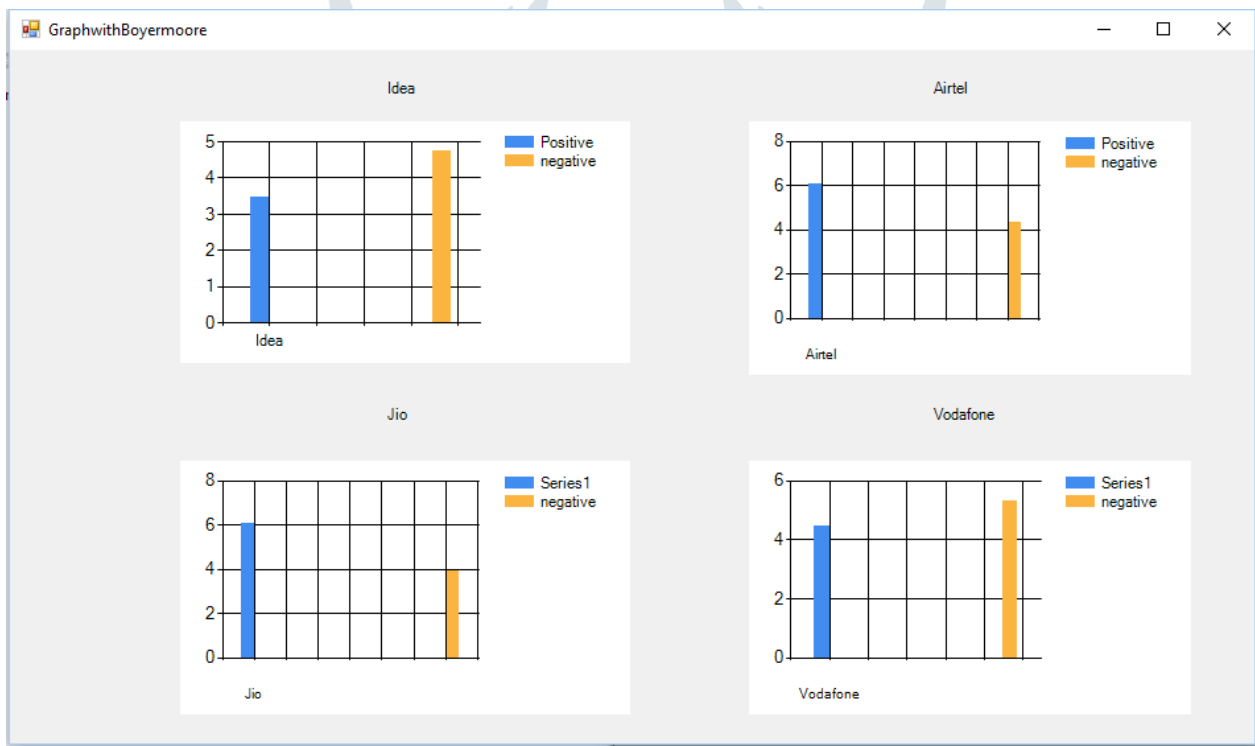 GraphwithBoyermoore
Idea
5
4
3
2
1
0
Idea
Positive
negative
Airtel
8
6
4
2
0
Airtel
Positive
negative
Jio
8
6
4
2
0
Jio
Series1
negative
Vodafone
6
4
2
0
Vodafone
Series1
negative